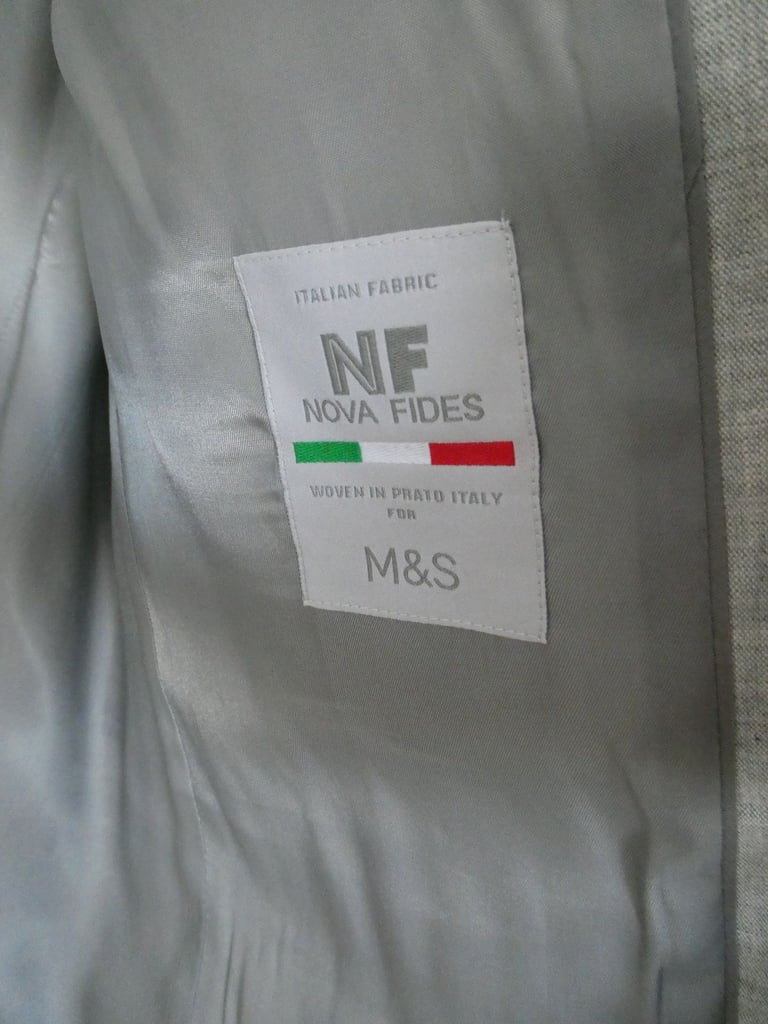 ITALIAN FABRIC
NF
NOVA FIDES
WOVEN IN PRATO ITALY
FOR
M&S